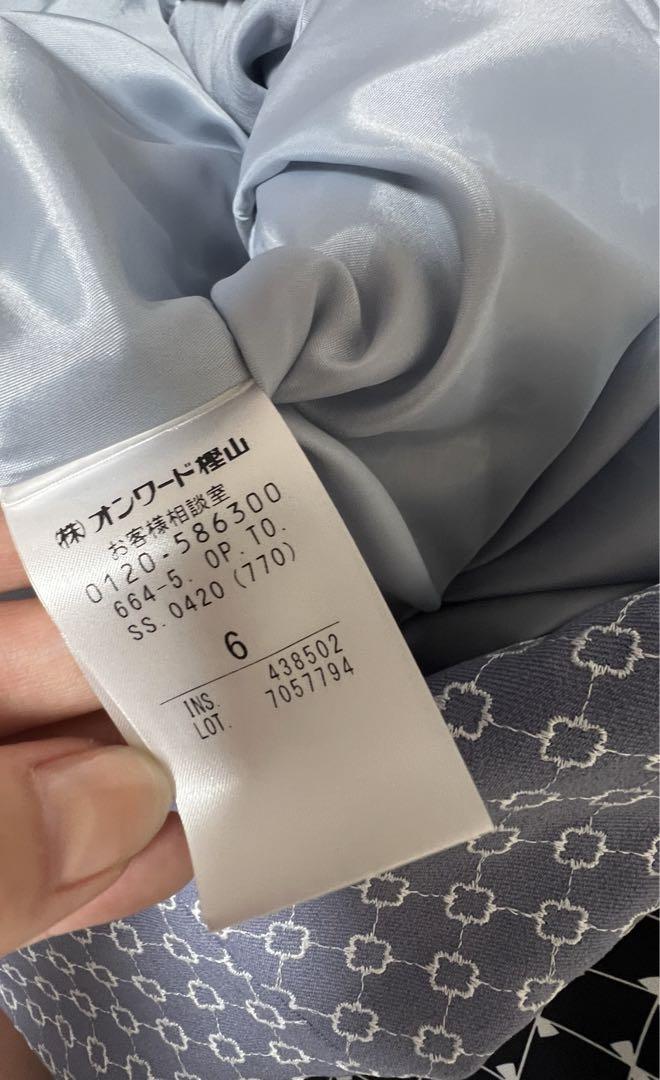 (株)オンワード樫山
お客様相談室
0120-586300
664-5. OP. TO.
SS. 0420 (770)
6
INS. 438502
LOT. 7057794